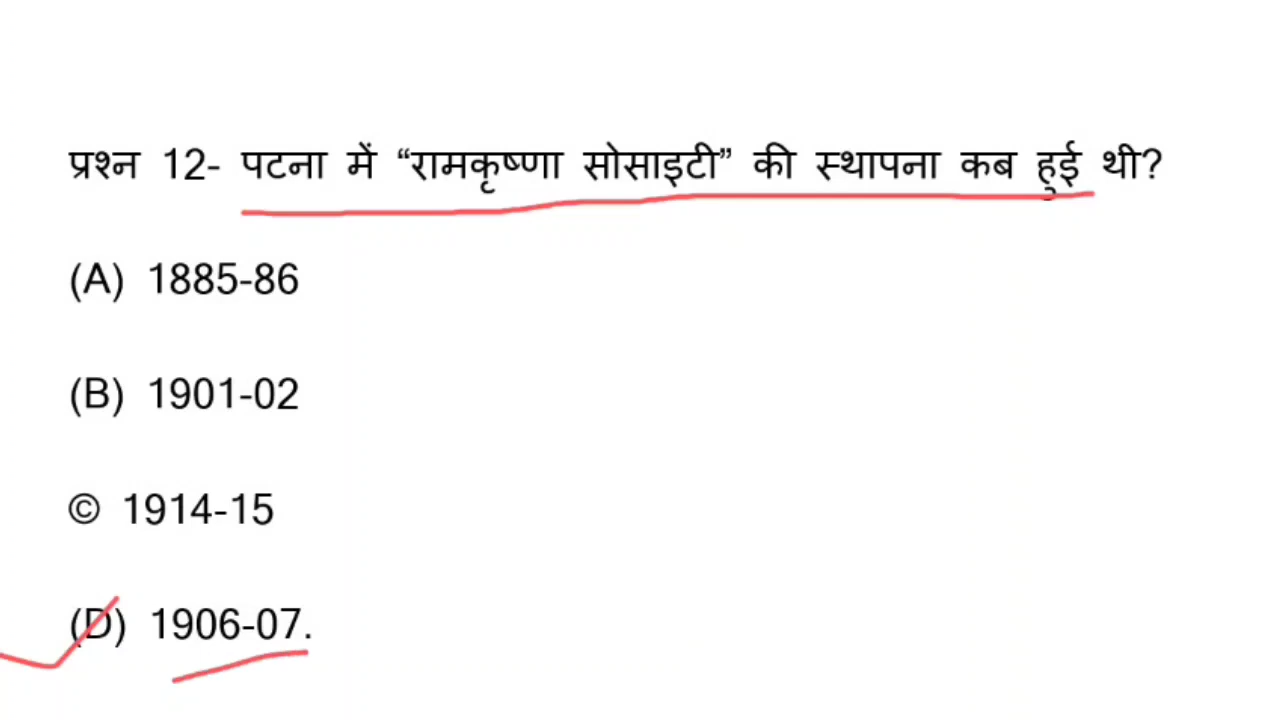 प्रश्न 12- पटना में “रामकृष्णा सोसाइटी” की स्थापना कब हुई थी?
(A) 1885-86
(B) 1901-02
© 1914-15
(D) 1906-07.